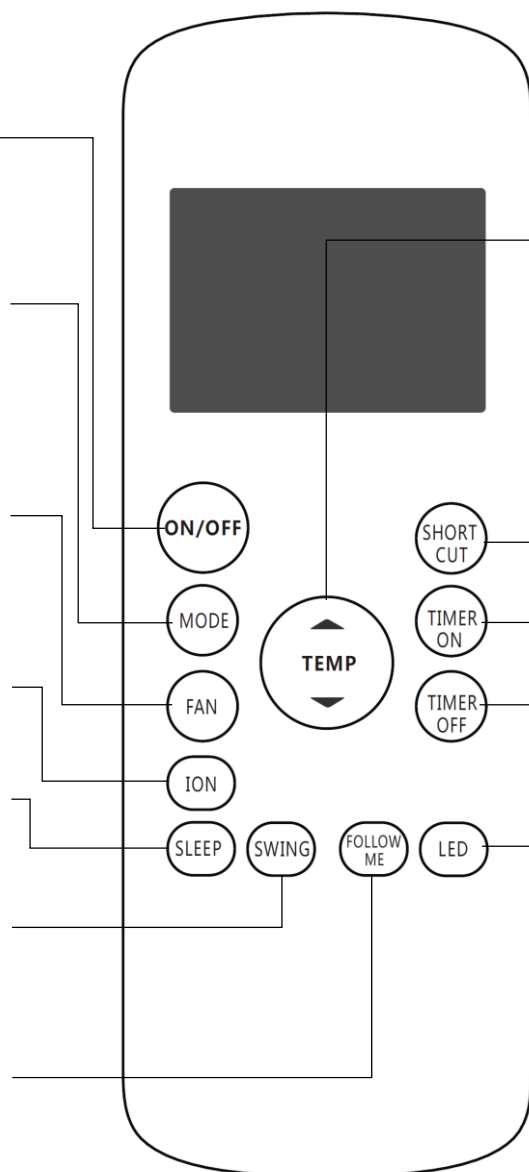 ON/OFF
SHORT
CUT
MODE
TEMP
TIMER
ON
FAN
TIMER
OFF
ION
SLEEP
SWING
FOLLOW
ME
LED